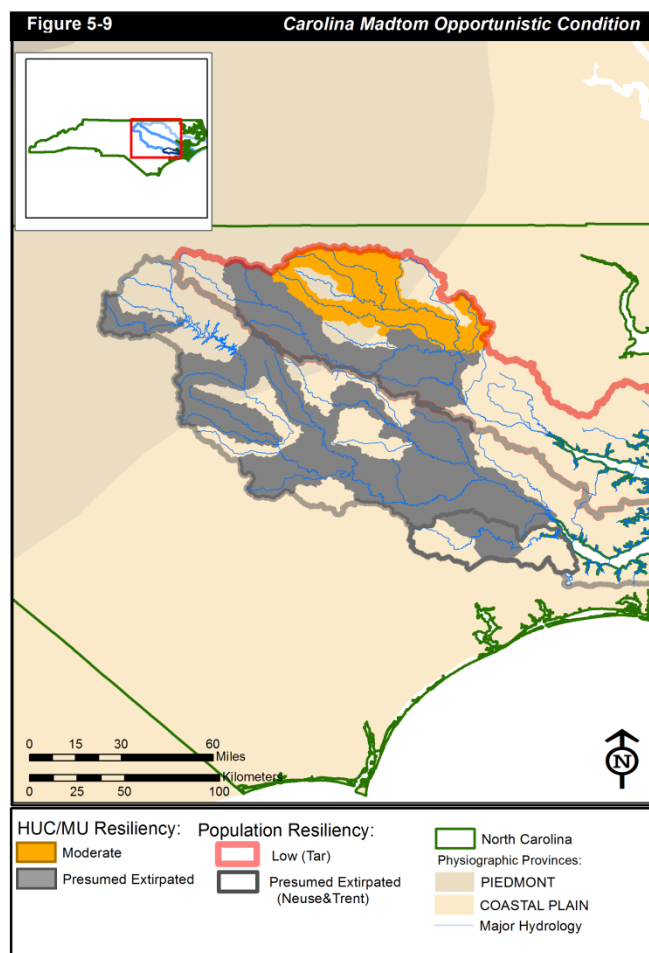 Figure 5-9 Carolina Madtom Opportunistic Condition
0 15 30 60
Miles
Kilometers
0 25 50 100
N
HUC/MU Resiliency:
Moderate
Presumed Extirpated
Population Resiliency:
Low (Tar)
Presumed Extirpated
(Neuse&Trent)
North Carolina
Physiographic Provinces:
PIEDMONT
COASTAL PLAIN
Major Hydrology